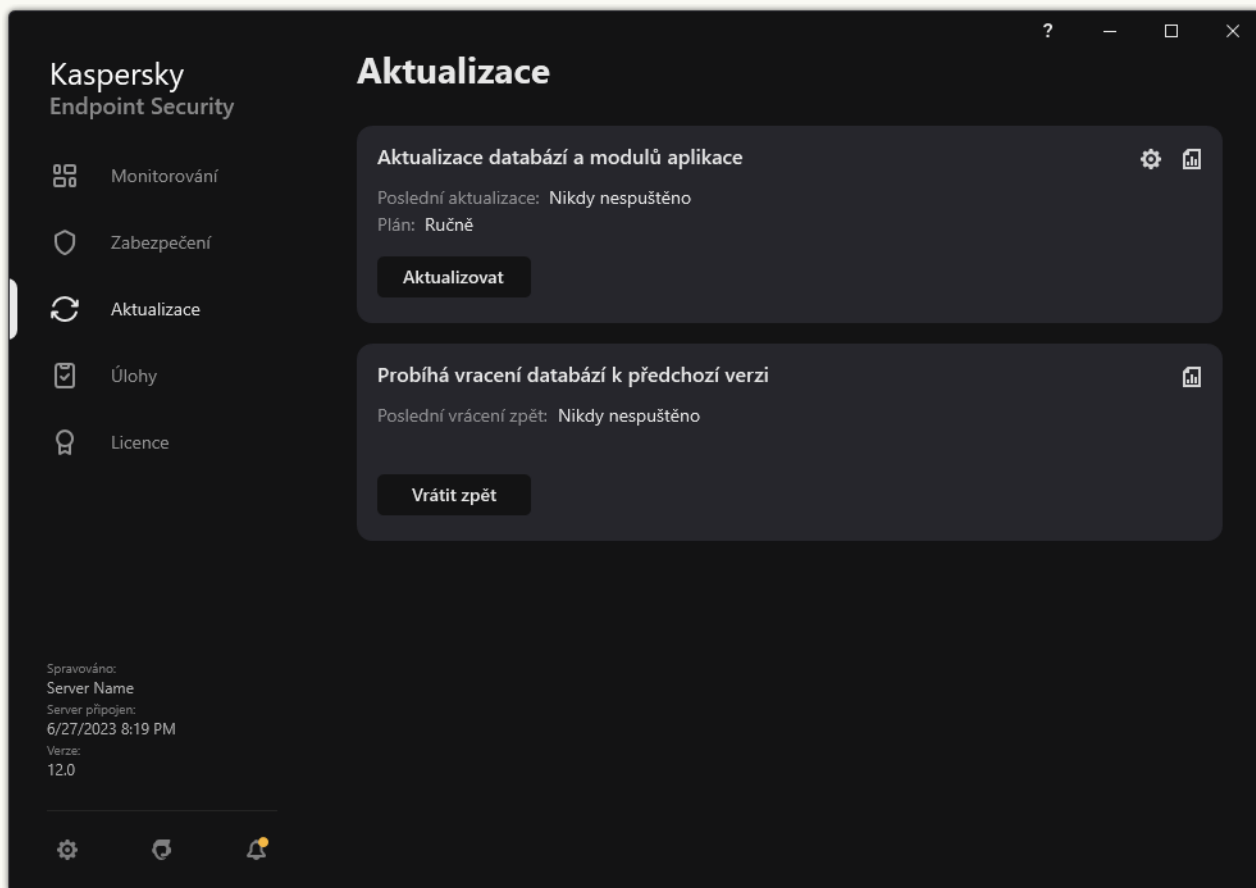 ?
Kaspersky
Endpoint Security
Monitorování
Zabezpečení
Aktualizace
Úlohy
Licence
Spravováno:
Server Name
Server připojen:
6/27/2023 8:19 PM
Verze:
12.0
Aktualizace
Aktualizace databází a modulů aplikace
Poslední aktualizace: Nikdy nespuštěno
Plán: Ručně
Aktualizovat
Probíhá vracení databází k předchozí verzi
Poslední vrácení zpět: Nikdy nespuštěno
Vrátit zpět